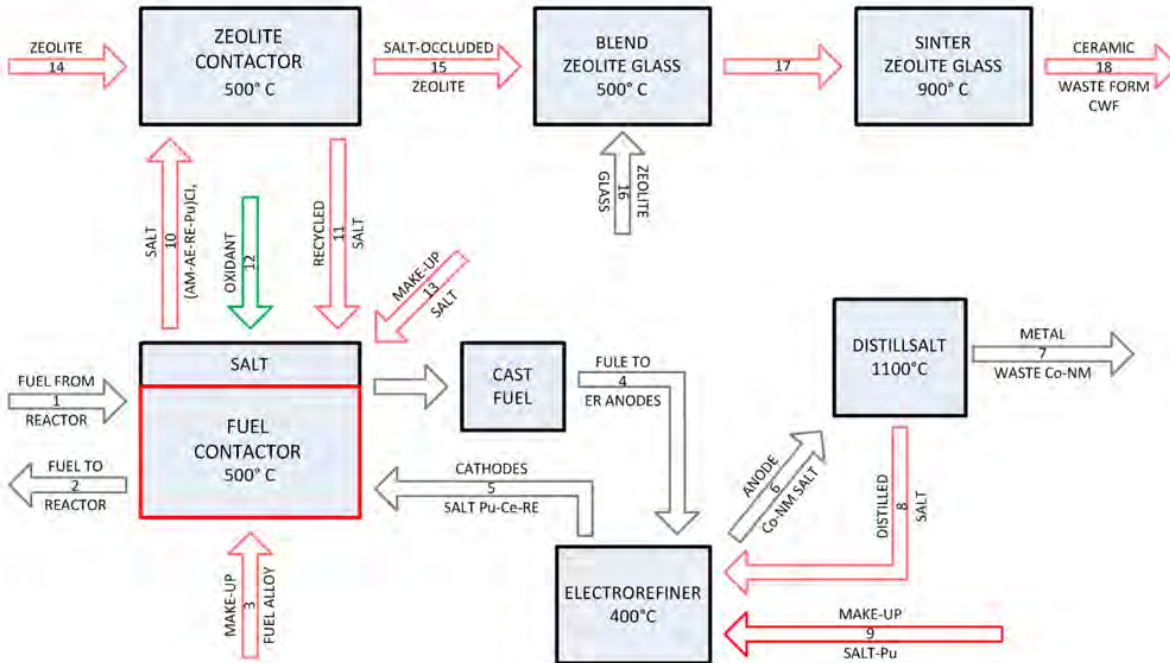 ZEOLITE
14
ZEOLITE
CONTACTOR
500° C
SALT-OCCLUDED
15
ZEOLITE
BLEND
ZEOLITE GLASS
500° C
17
SINTER
ZEOLITE GLASS
900° C
CERAMIC
18
WASTE FORM
CWF
SALT
10
(AM-AE-RE-Pu)Cl,
OXIDANT
12
RECYCLED
11
SALT
MAKE-UP
13
SALT
GLASS
16
ZEOLITE
FUEL FROM
1
REACTOR
FUEL TO
2
REACTOR
SALT
FUEL
CONTACTOR
500° C
MAKE-UP
3
FUEL ALLOY
CAST
FUEL
FULE TO
4
ER ANODES
CATHODES
5
SALT Pu-Ce-RE
ELECTROREFINER
400°C
ANODE
6
Co-NM SALT
DISTILLSALT
1100°C
METAL
7
WASTE Co-NM
DISTILLED
8
SALT
MAKE-UP
9
SALT-Pu